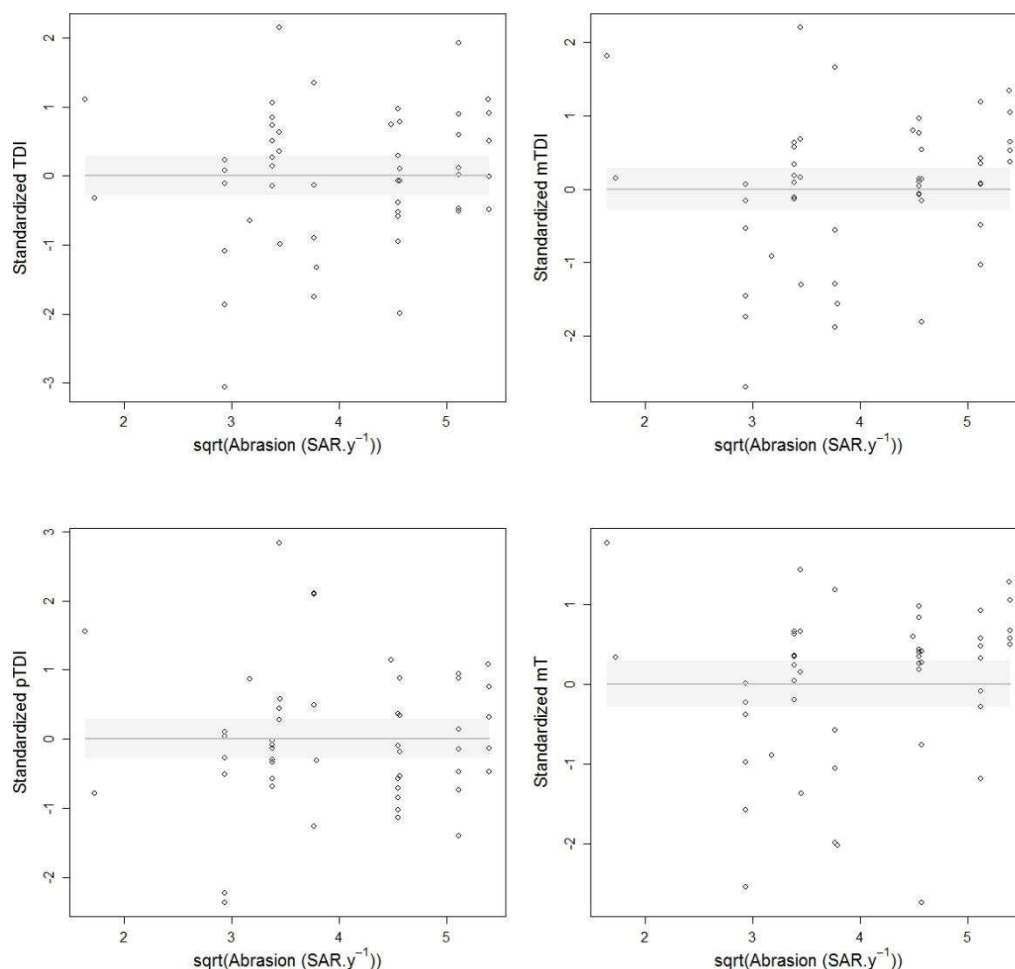 Standardized TDI
2
1
0
-1
-2
-3
2 3 4 5
sqrt(Abrasion (SAR.y⁻¹))
Standardized mTDI
2
1
0
-1
-2
2 3 4 5
sqrt(Abrasion (SAR.y⁻¹))
Standardized pTDI
3
2
1
0
-1
-2
2 3 4 5
sqrt(Abrasion (SAR.y⁻¹))
Standardized mT
1
0
-1
-2
2 3 4 5
sqrt(Abrasion (SAR.y⁻¹))